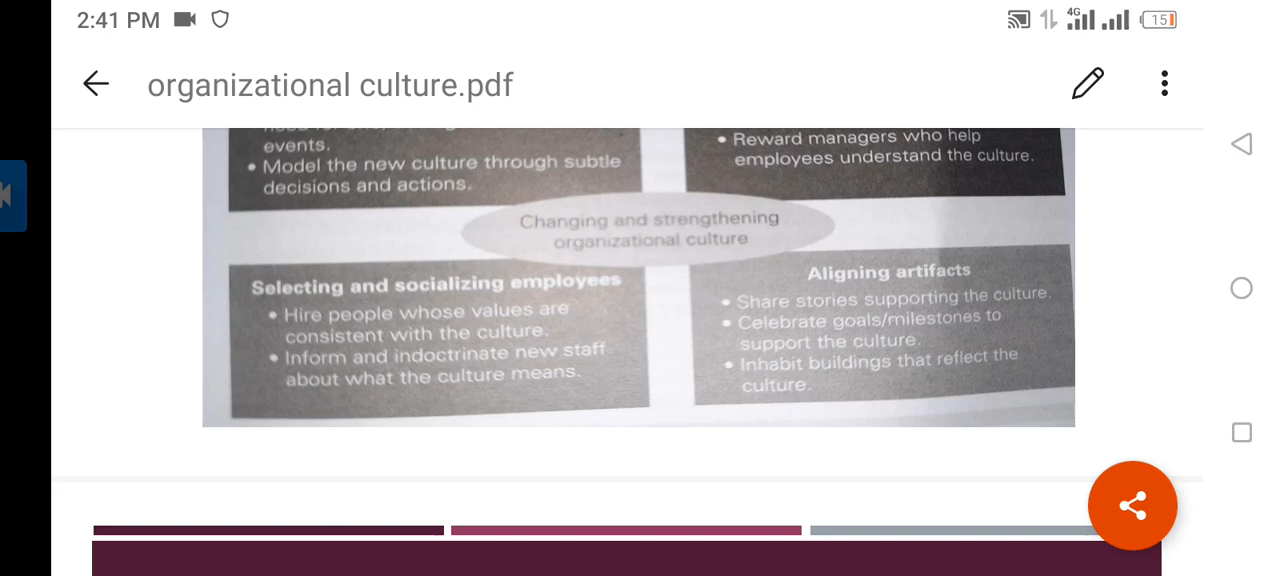 2:41 PM
4G
15
organizational culture.pdf
events.
• Model the new culture through subtle
decisions and actions.
• Reward managers who help
employees understand the culture.
Changing and strengthening
organizational culture
Selecting and socializing employees
• Hire people whose values are
consistent with the culture.
• Inform and indoctrinate new staff
about what the culture means.
Aligning artifacts
• Share stories supporting the culture.
• Celebrate goals/milestones to
support the culture.
• Inhabit buildings that reflect the
culture.